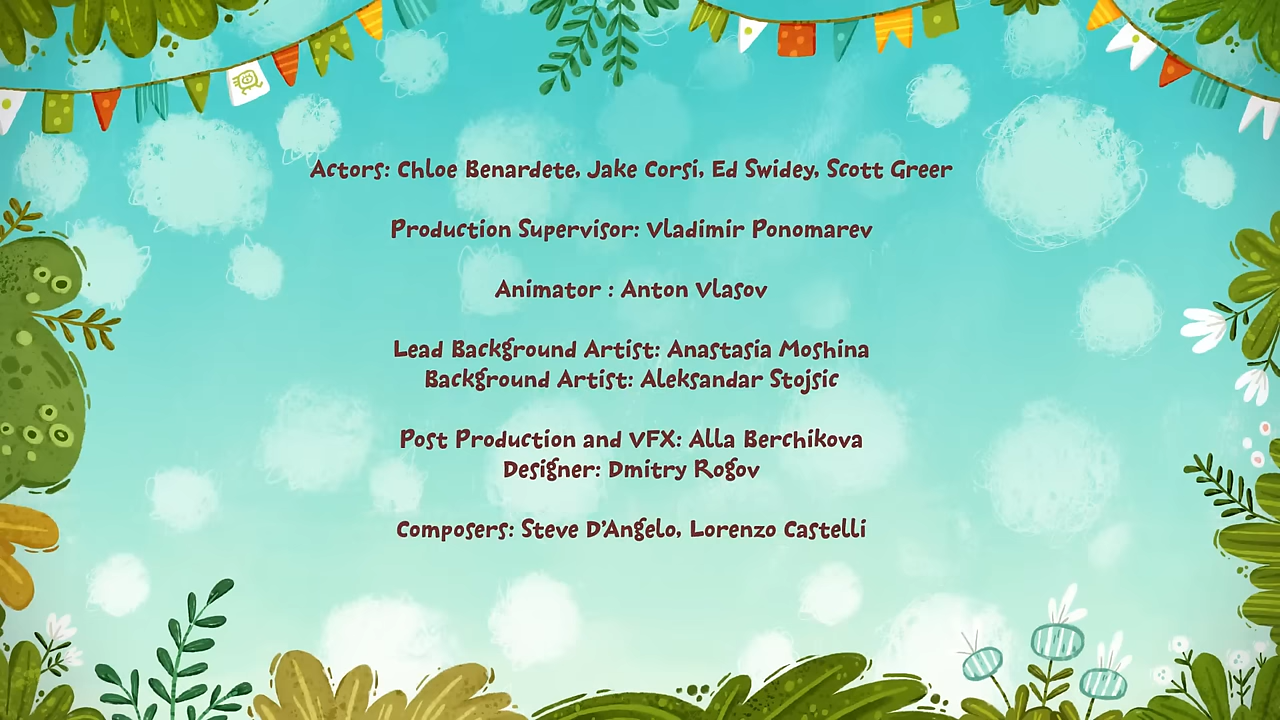 Actors: Chloe Benardete, Jake Corsi, Ed Swidey, Scott Greer
Production Supervisor: Vladimir Ponomarev
Animator : Anton Vlasov
Lead Background Artist: Anastasia Moshina
Background Artist: Aleksandar Stojsic
Post Production and VFX: Alla Berchikova
Designer: Dmitry Rogov
Composers: Steve D'Angelo, Lorenzo Castelli